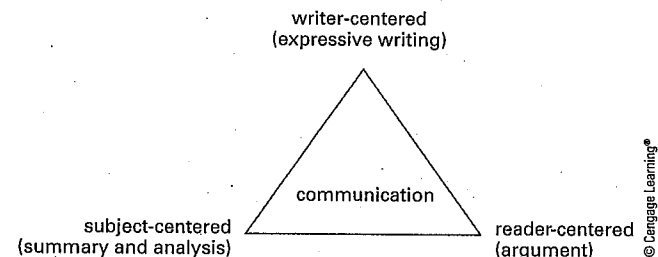 writer-centered
(expressive writing)
communication
subject-centered
(summary and analysis)
reader-centered
(argument)
© Cengage Learning®